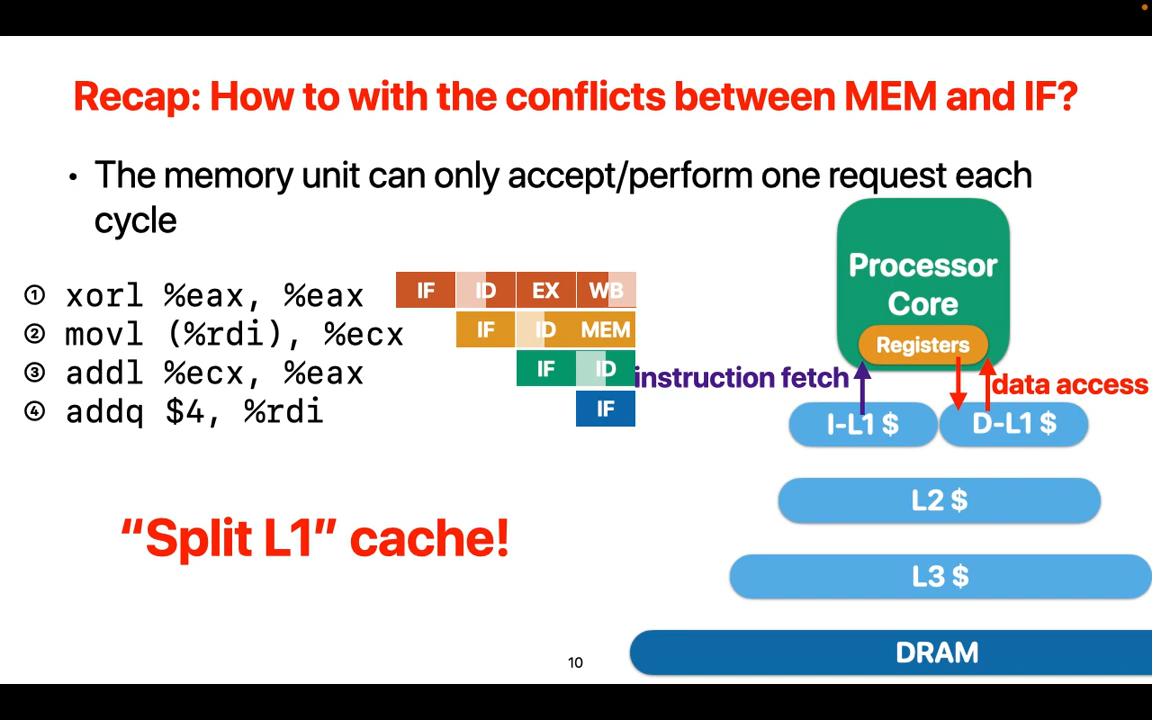 Recap: How to with the conflicts between MEM and IF?
• The memory unit can only accept/perform one request each
cycle
① xorl %eax, %eax
② movl (%rdi), %ecx
③ addl %ecx, %eax
④ addq $4, %rdi
IF ID EX WB
IF ID MEM
IF ID
IF
Processor
Core
Registers
instruction fetch
data access
I-L1 $
D-L1 $
L2 $
L3 $
DRAM
“Split L1” cache!
10